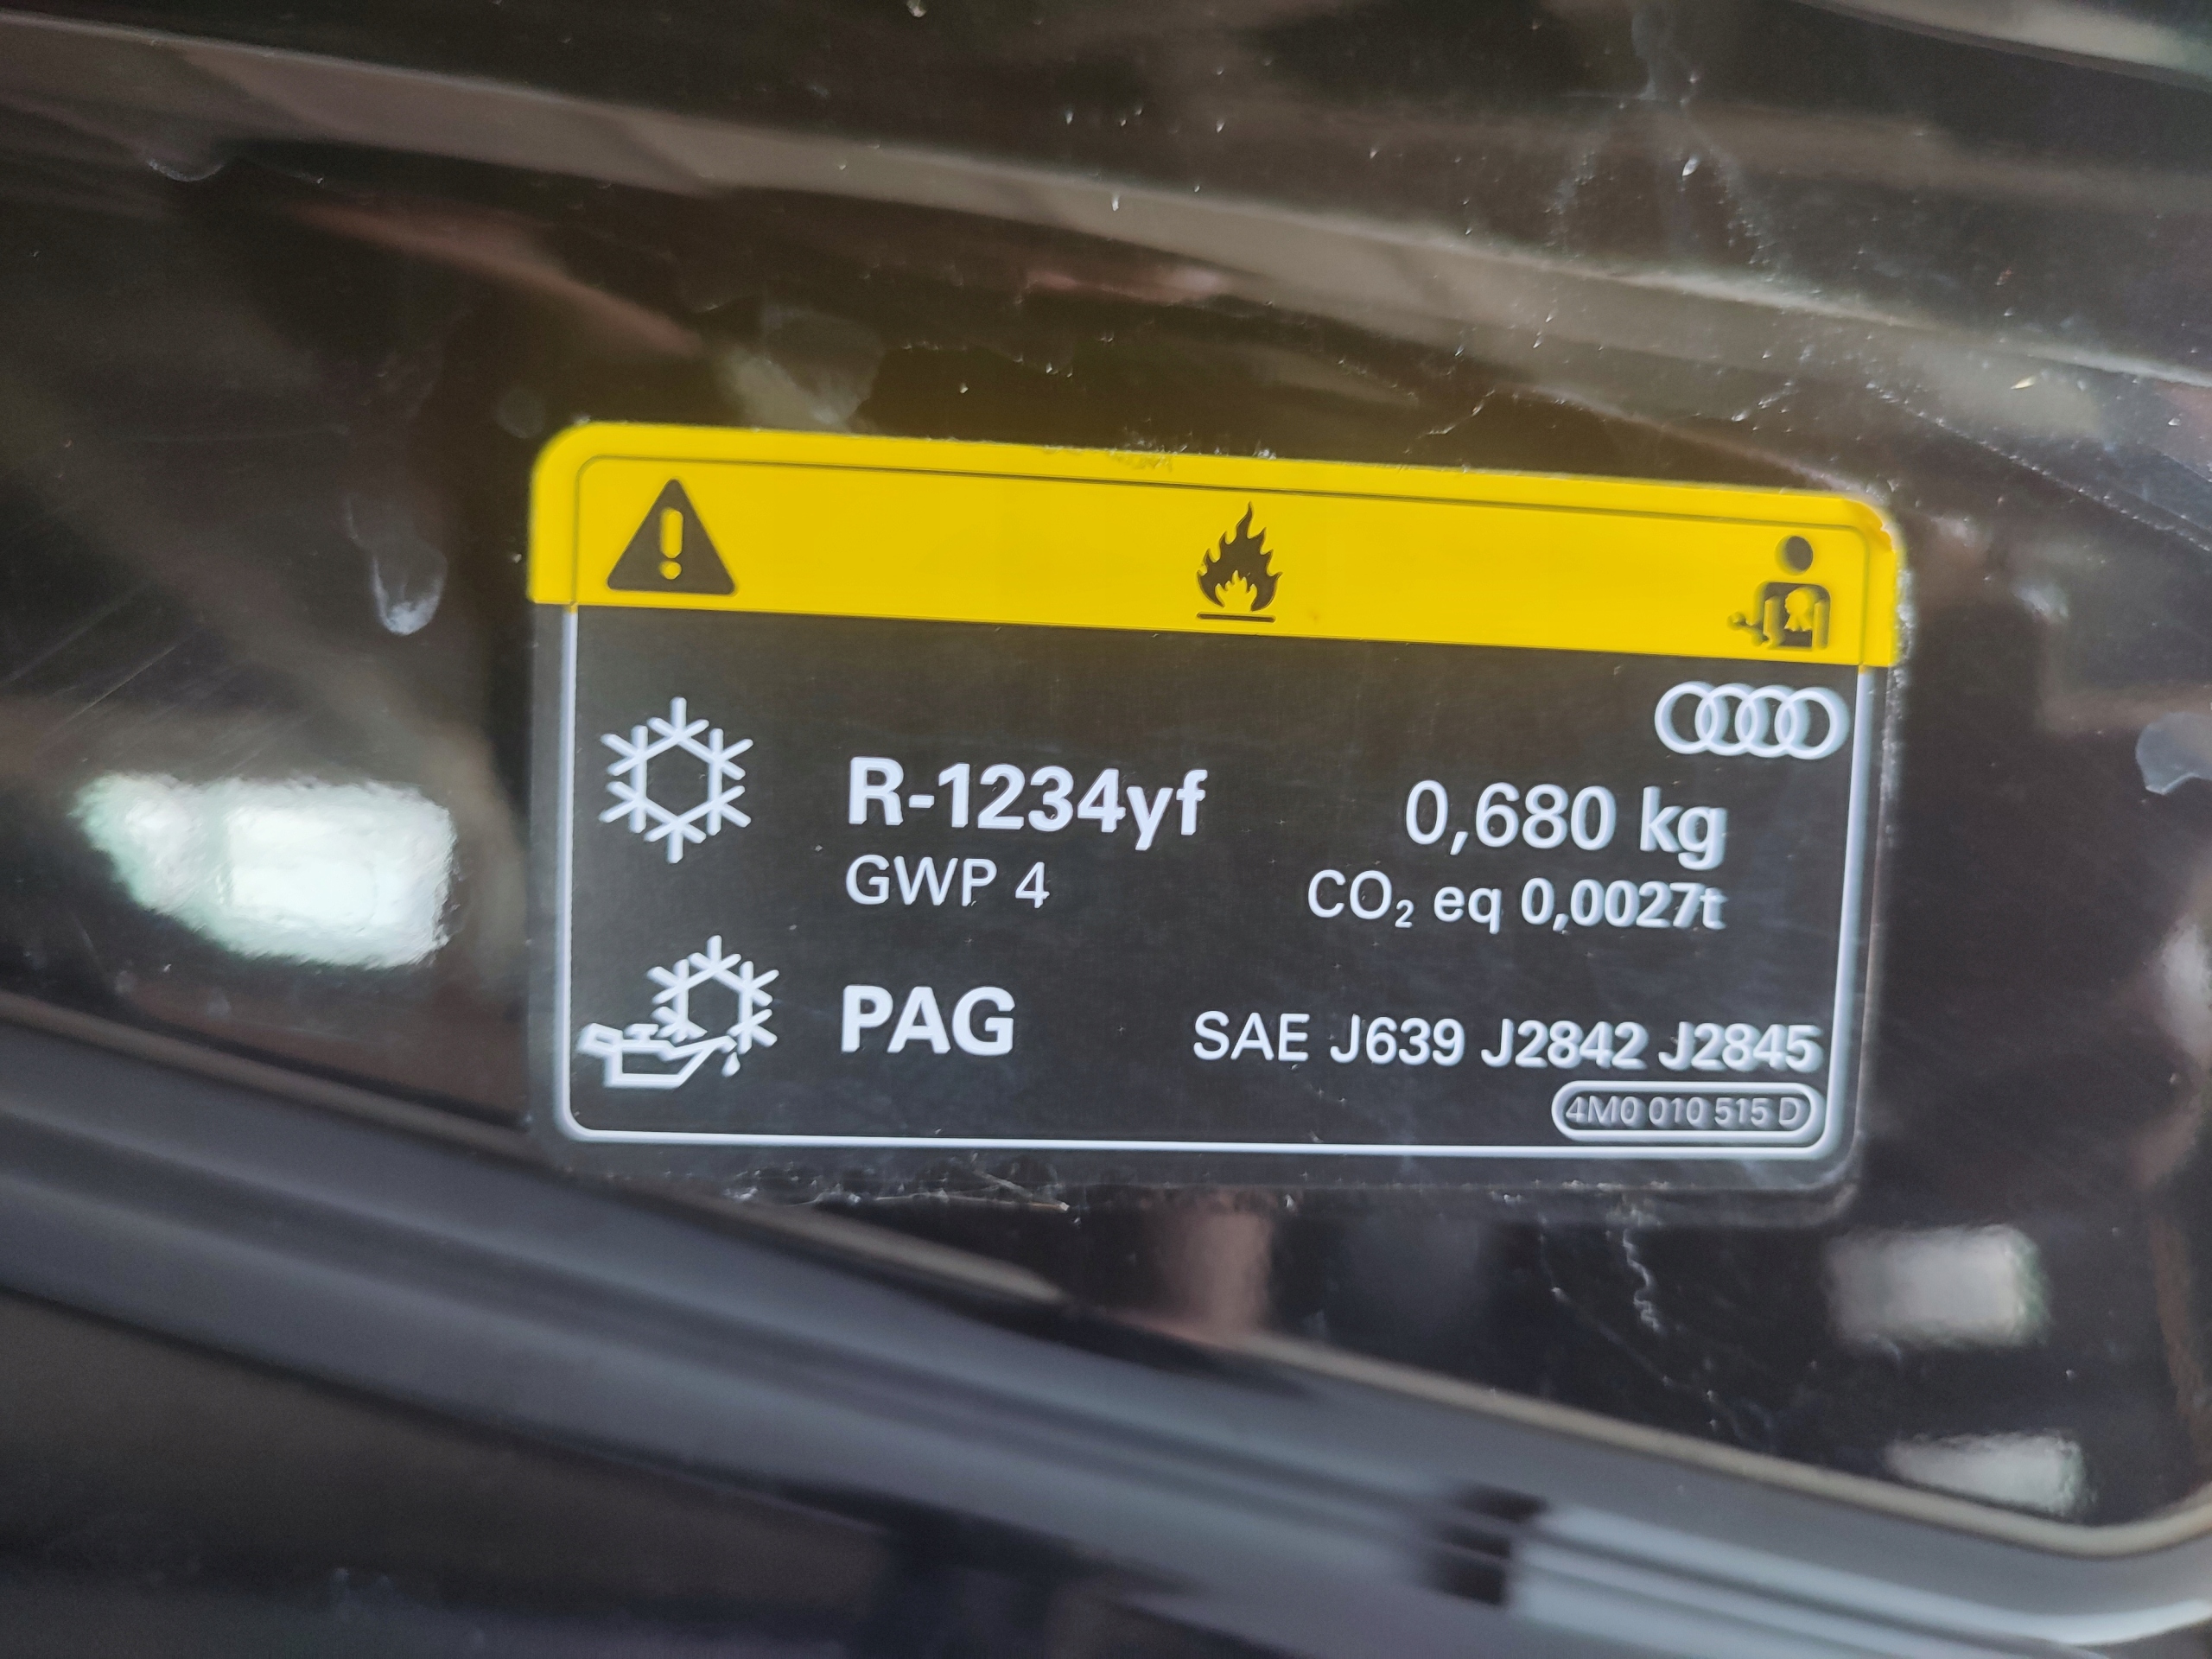 R-1234yf 0,680 kg
GWP 4 CO₂ eq 0,0027t
PAG SAE J639 J2842 J2845
4M0 010 515 D